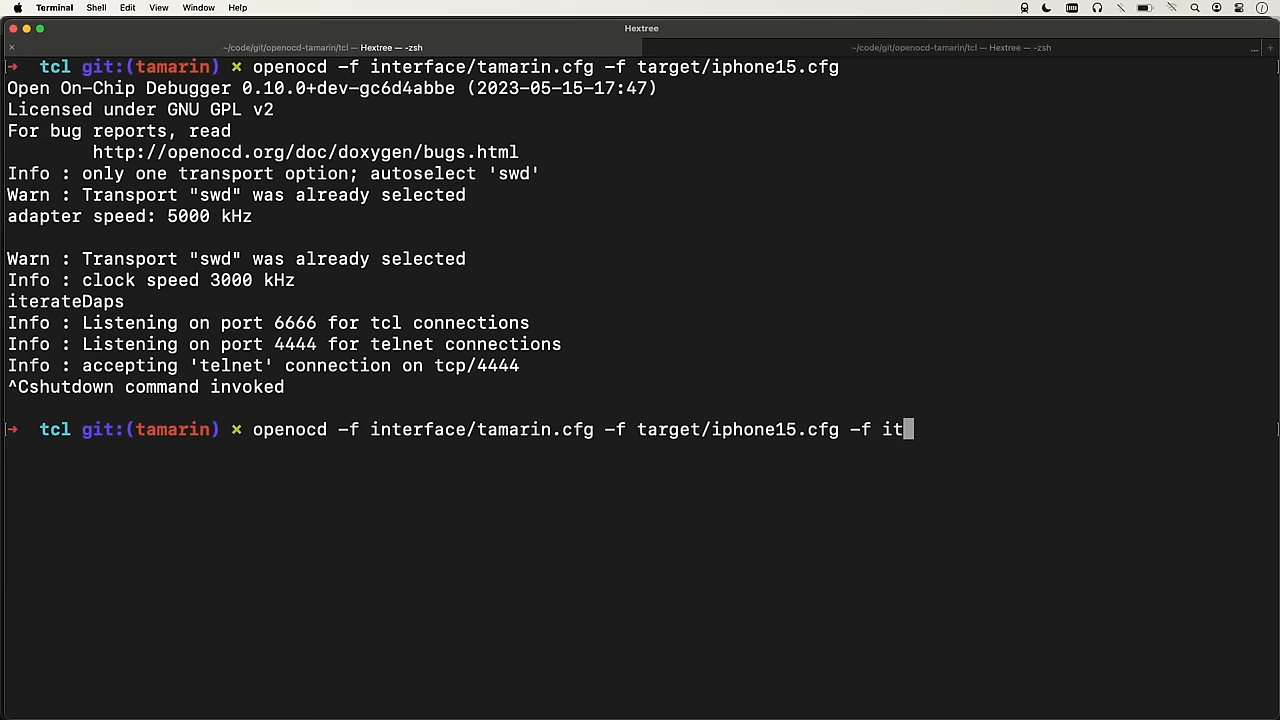 Terminal Shell Edit View Window Help
Hextree
~/code/git/openocd-tamarin/tcl — Hextree — -zsh
~/code/git/openocd-tamarin/tcl — Hextree — -zsh
→ tcl git:(tamarin) × openocd -f interface/tamarin.cfg -f target/iphone15.cfg
Open On-Chip Debugger 0.10.0+dev-gc6d4abbe (2023-05-15-17:47)
Licensed under GNU GPL v2
For bug reports, read
http://openocd.org/doc/doxygen/bugs.html
Info : only one transport option; autoselect 'swd'
Warn : Transport "swd" was already selected
adapter speed: 5000 kHz
Warn : Transport "swd" was already selected
Info : clock speed 3000 kHz
iterateDaps
Info : Listening on port 6666 for tcl connections
Info : Listening on port 4444 for telnet connections
Info : accepting 'telnet' connection on tcp/4444
^Cshutdown command invoked
→ tcl git:(tamarin) × openocd -f interface/tamarin.cfg -f target/iphone15.cfg -f it